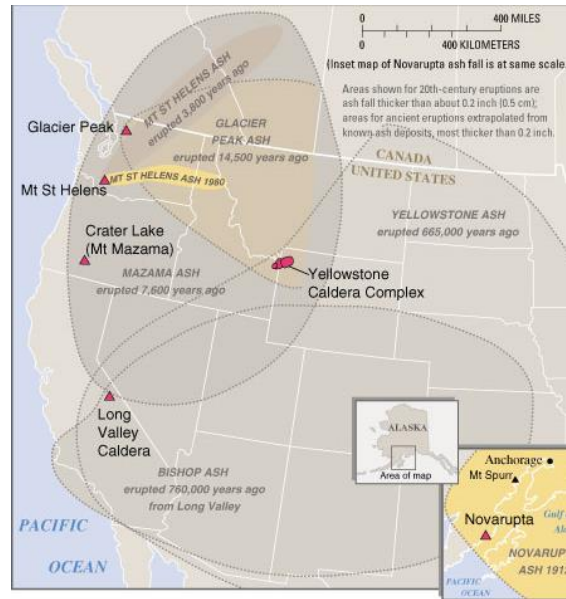 0 400 MILES
0 400 KILOMETERS
(Inset map of Novarupta ash fall is at same scale
Areas shown for 20th-century eruptions are
ash fall thicker than about 0.2 inch (0.5 cm);
areas for ancient eruptions extrapolated from
known ash deposits, most thicker than 0.2 inch.
MT ST HELENS ASH
erupted 3,800 years ago
Glacier Peak
GLACIER
PEAK ASH
erupted 14,500 years ago
CANADA
UNITED STATES
Mt St Helens
MT ST HELENS ASH 1980
YELLOWSTONE ASH
erupted 665,000 years ago
Crater Lake
(Mt Mazama)
MAZAMA ASH
erupted 7,600 years ago
Yellowstone
Caldera Complex
Long
Valley
Caldera
BISHOP ASH
erupted 760,000 years ago
from Long Valley
PACIFIC
OCEAN
ALASKA
Area of map
Anchorage
Mt Spurr
Gulf
Al
Novarupta
NOVARUP
ASH 191
PACIFIC
OCEAN